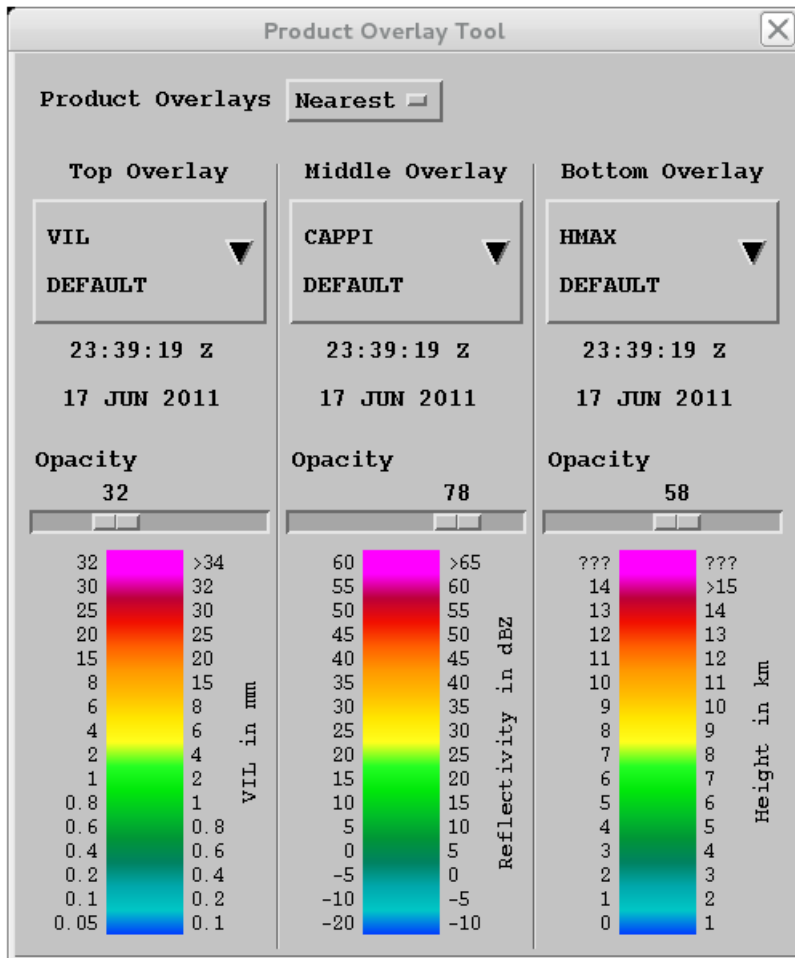 Product Overlay Tool
Product Overlays Nearest
Top Overlay Middle Overlay Bottom Overlay
VIL CAPPI HMAX
DEFAULT DEFAULT DEFAULT
23:39:19 Z 23:39:19 Z 23:39:19 Z
17 JUN 2011 17 JUN 2011 17 JUN 2011
Opacity Opacity Opacity
32 78 58
32 >34 60 >65 ??? ???
30 32 55 60 14 >15
25 30 50 55 13 14
20 25 45 50 12 13
15 20 40 45 11 12
8 15 35 40 10 11
6 8 30 35 9 10
4 6 25 30 8 9
2 4 20 25 7 8
1 2 15 20 6 7
0.8 1 10 15 5 6
0.6 0.8 5 10 4 5
0.4 0.6 0 5 3 4
0.2 0.4 -5 0 2 3
0.1 0.2 -10 -5 1 2
0.05 0.1 -20 -10 0 1
VIL in mm
Reflectivity in dBZ
Height in km